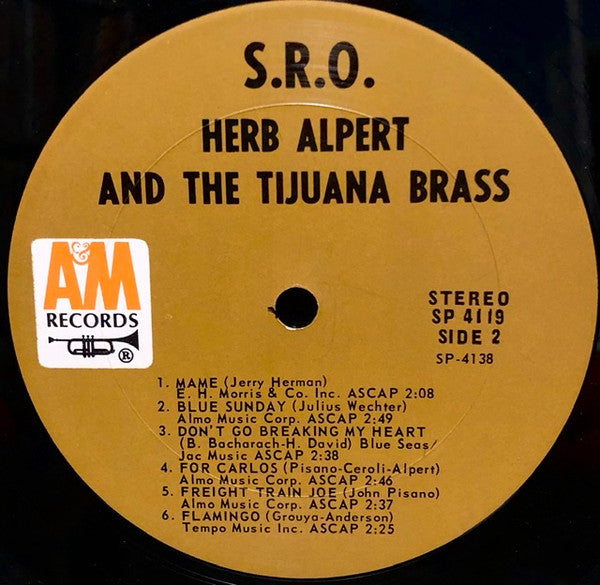 S.R.O.
HERB ALPERT
AND THE TIJUANA BRASS
A&M
RECORDS
®
STEREO
SP 4119
SIDE 2
SP-4138
1. MAME (Jerry Herman)
E. H. Morris & Co. Inc. ASCAP 2:08
2. BLUE SUNDAY (Julius Wechter)
Almo Music Corp. ASCAP 2:49
3. DON'T GO BREAKING MY HEART
(B. Bacharach-H. David) Blue Seas/
Jac Music ASCAP 2:38
4. FOR CARLOS (Pisano-Ceroli-Alpert)
Almo Music Corp. ASCAP 2:46
5. FREIGHT TRAIN JOE (John Pisano)
Almo Music Corp. ASCAP 2:37
6. FLAMINGO (Grouya-Anderson)
Tempo Music Inc. ASCAP 2:25